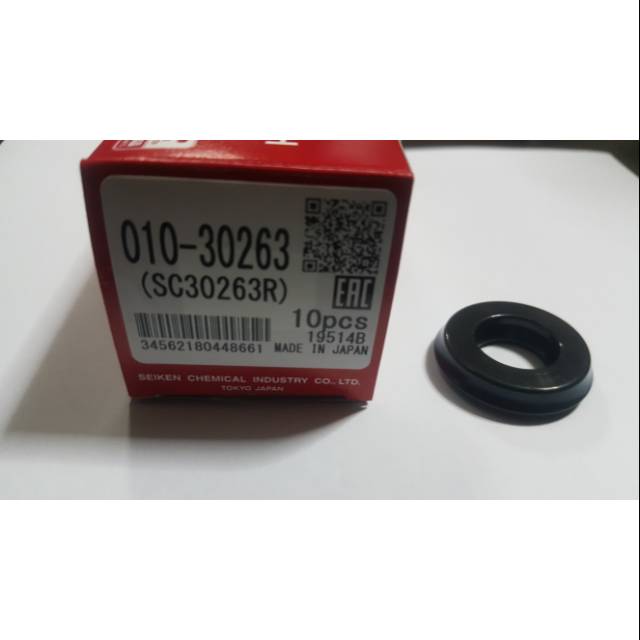 010-30263
(SC30263R)
EAC
10pcs
19514B
34562180448661 MADE IN JAPAN
SEIKEN CHEMICAL INDUSTRY CO., LTD.
TOKYO JAPAN